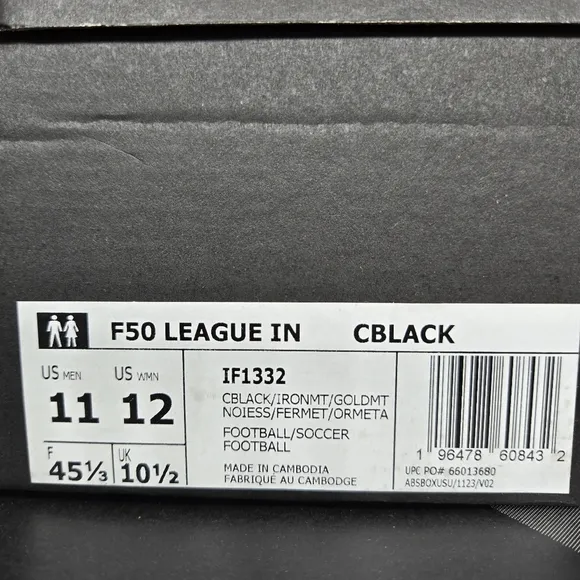 F50 LEAGUE IN CBLACK
US MEN US WMN
11 12
F UK
45⅓ 10½
IF1332
CBLACK/IRONMT/GOLDMT
NOIESS/FERMET/ORMETA
FOOTBALL/SOCCER
FOOTBALL
MADE IN CAMBODIA
FABRIQUÉ AU CAMBODGE
1 96478 60843 2
UPC PO# 66013680
ABSBOXUSU/1123/V02